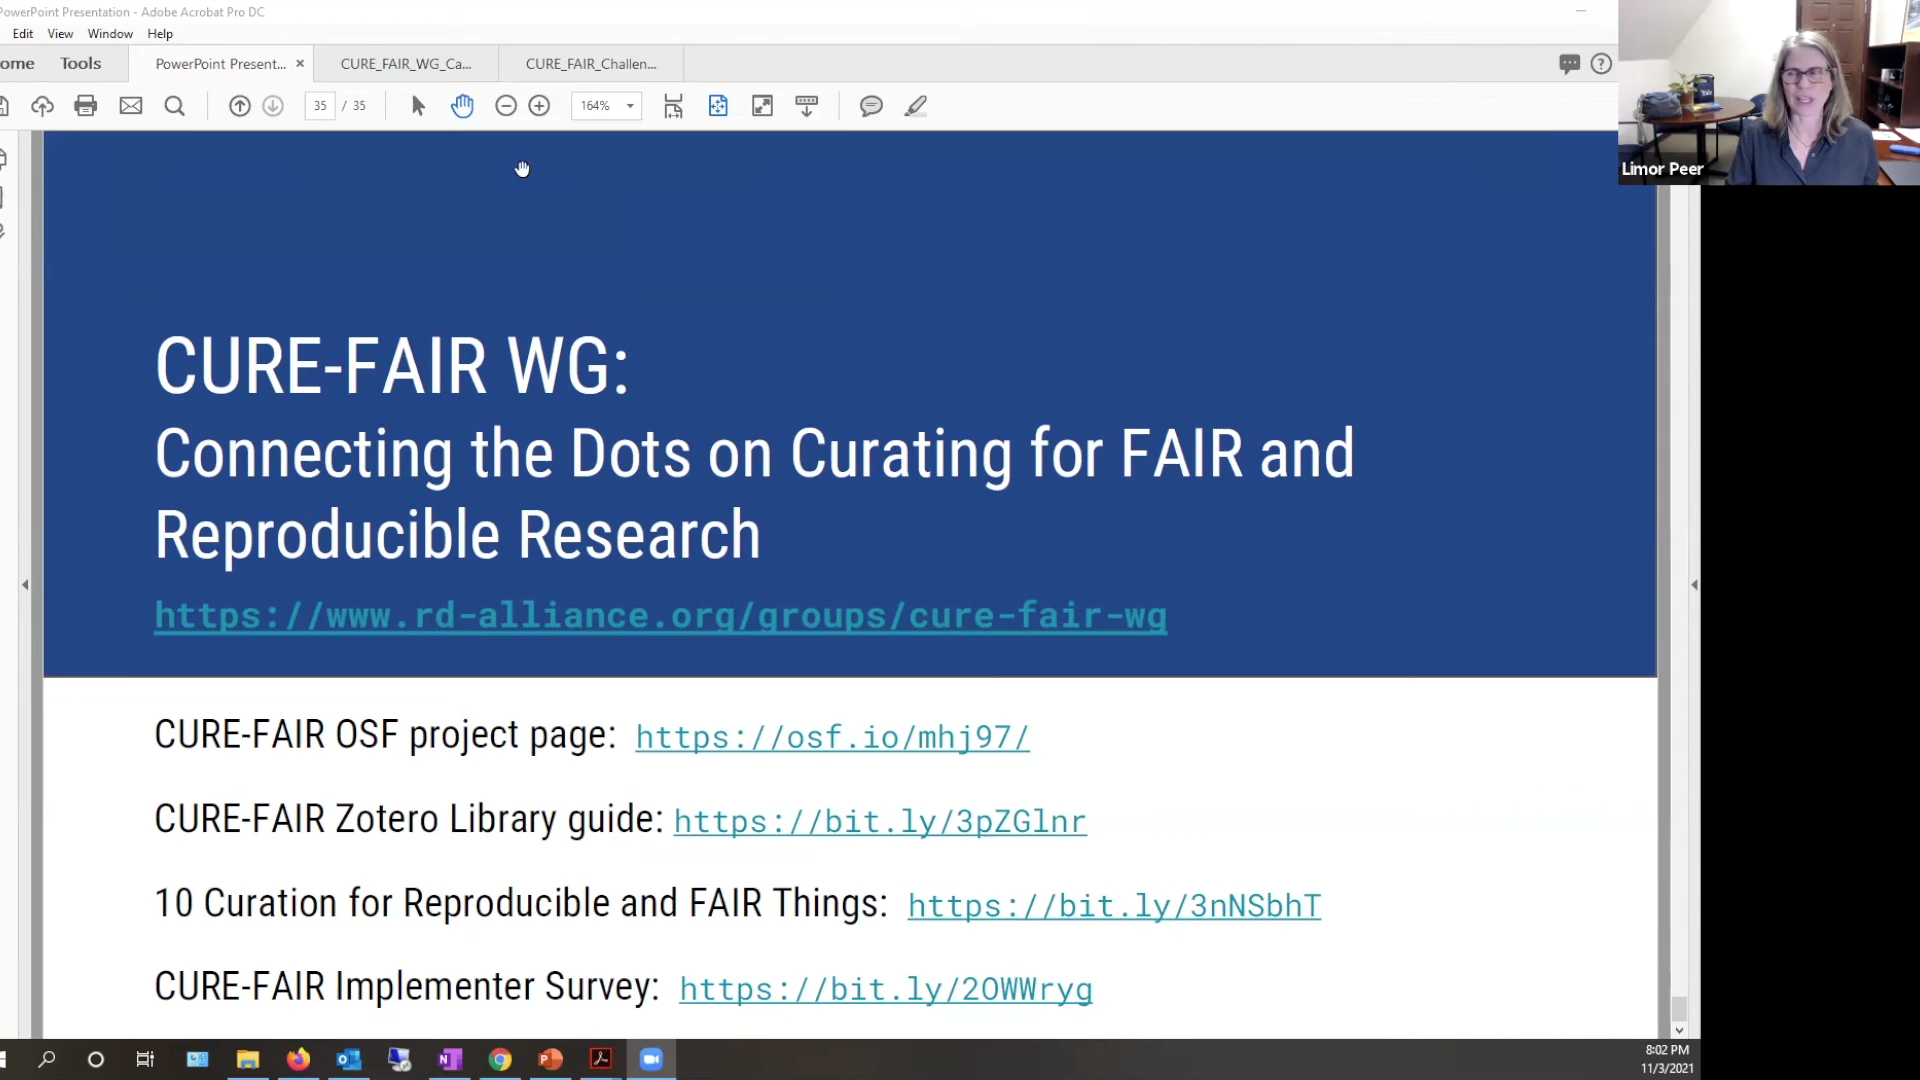 PowerPoint Presentation - Adobe Acrobat Pro DC
Edit View Window Help
ome Tools PowerPoint Present... CURE_FAIR_WG_Ca... CURE_FAIR_Challen...
35 / 35 164%
Limor Peer
CURE-FAIR WG:
Connecting the Dots on Curating for FAIR and
Reproducible Research
https://www.rd-alliance.org/groups/cure-fair-wg
CURE-FAIR OSF project page: https://osf.io/mhj97/
CURE-FAIR Zotero Library guide: https://bit.ly/3pZGlnr
10 Curation for Reproducible and FAIR Things: https://bit.ly/3nNSbhT
CURE-FAIR Implementer Survey: https://bit.ly/2OWWryg
8:02 PM
11/3/2021